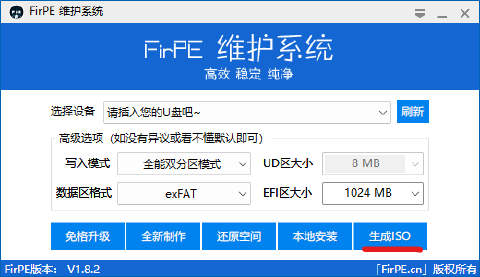 FirPE 维护系统
FirPE 维护系统
高效 稳定 纯净
选择设备 请插入您的U盘吧~ 刷新
高级选项（如没有异议或看不懂默认即可）
写入模式 全能双分区模式 UD区大小 8 MB
数据区格式 exFAT EFI区大小 1024 MB
免格升级 全新制作 还原空间 本地安装 生成ISO
FirPE版本： V1.8.2 「FirPE.cn」版权所有